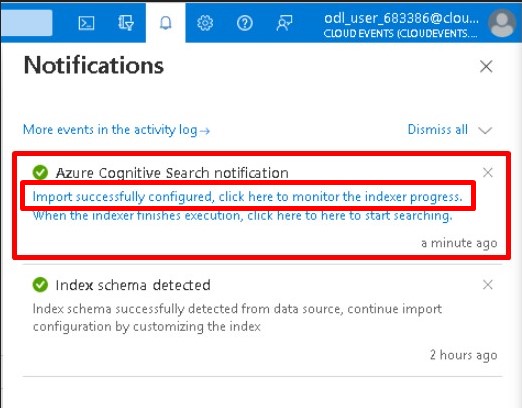 odl_user_683386@clou...
CLOUD EVENTS (CLOUDEVENTS....
Notifications
More events in the activity log→
Dismiss all
Azure Cognitive Search notification
Import successfully configured, click here to monitor the indexer progress.
When the indexer finishes execution, click here to here to start searching.
a minute ago
Index schema detected
Index schema successfully detected from data source, continue import
configuration by customizing the index
2 hours ago